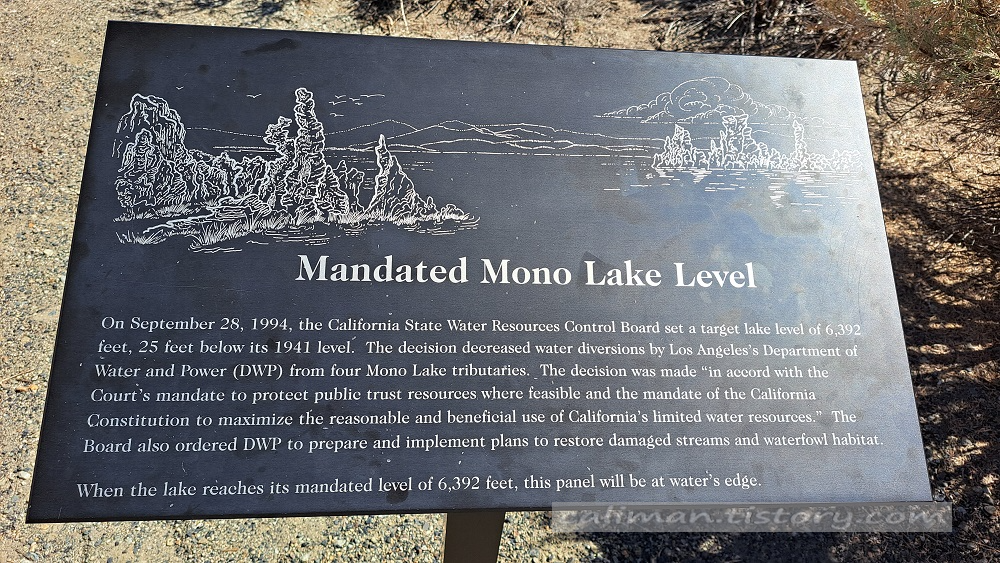 Mandated Mono Lake Level
On September 28, 1994, the California State Water Resources Control Board set a target lake level of 6,392
feet, 25 feet below its 1941 level. The decision decreased water diversions by Los Angeles's Department of
Water and Power (DWP) from four Mono Lake tributaries. The decision was made “in accord with the
Court's mandate to protect public trust resources where feasible and the mandate of the California
Constitution to maximize the reasonable and beneficial use of California's limited water resources.” The
Board also ordered DWP to prepare and implement plans to restore damaged streams and waterfowl habitat.
When the lake reaches its mandated level of 6,392 feet, this panel will be at water's edge.
caliman.tistory.com